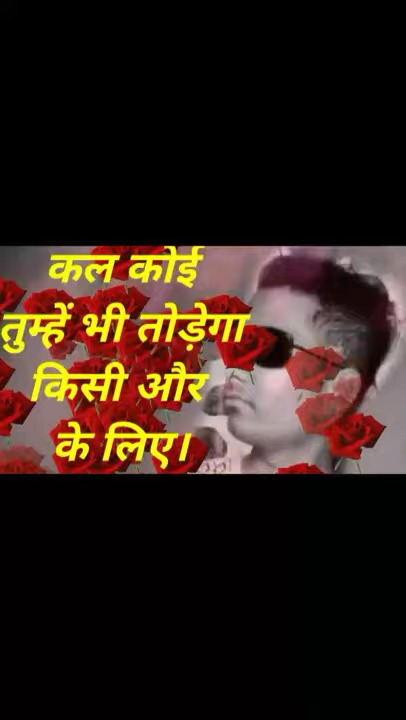 कल कोई
तुम्हें भी तोड़ेगा
किसी और
के लिए।